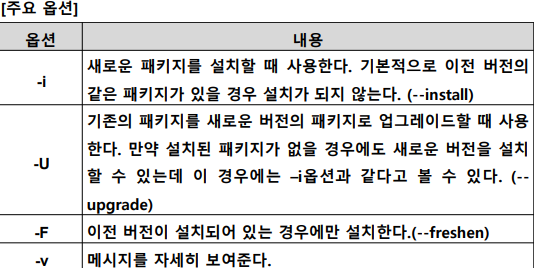 [주요 옵션]
옵션 내용
-i 새로운 패키지를 설치할 때 사용한다. 기본적으로 이전 버전의
같은 패키지가 있을 경우 설치가 되지 않는다. (--install)
기존의 패키지를 새로운 버전의 패키지로 업그레이드할 때 사용
-U 한다. 만약 설치된 패키지가 없을 경우에도 새로운 버전을 설치
할 수 있는데 이 경우에는 –i옵션과 같다고 볼 수 있다. (--
upgrade)
-F 이전 버전이 설치되어 있는 경우에만 설치한다.(--freshen)
-v 메시지를 자세히 보여준다.